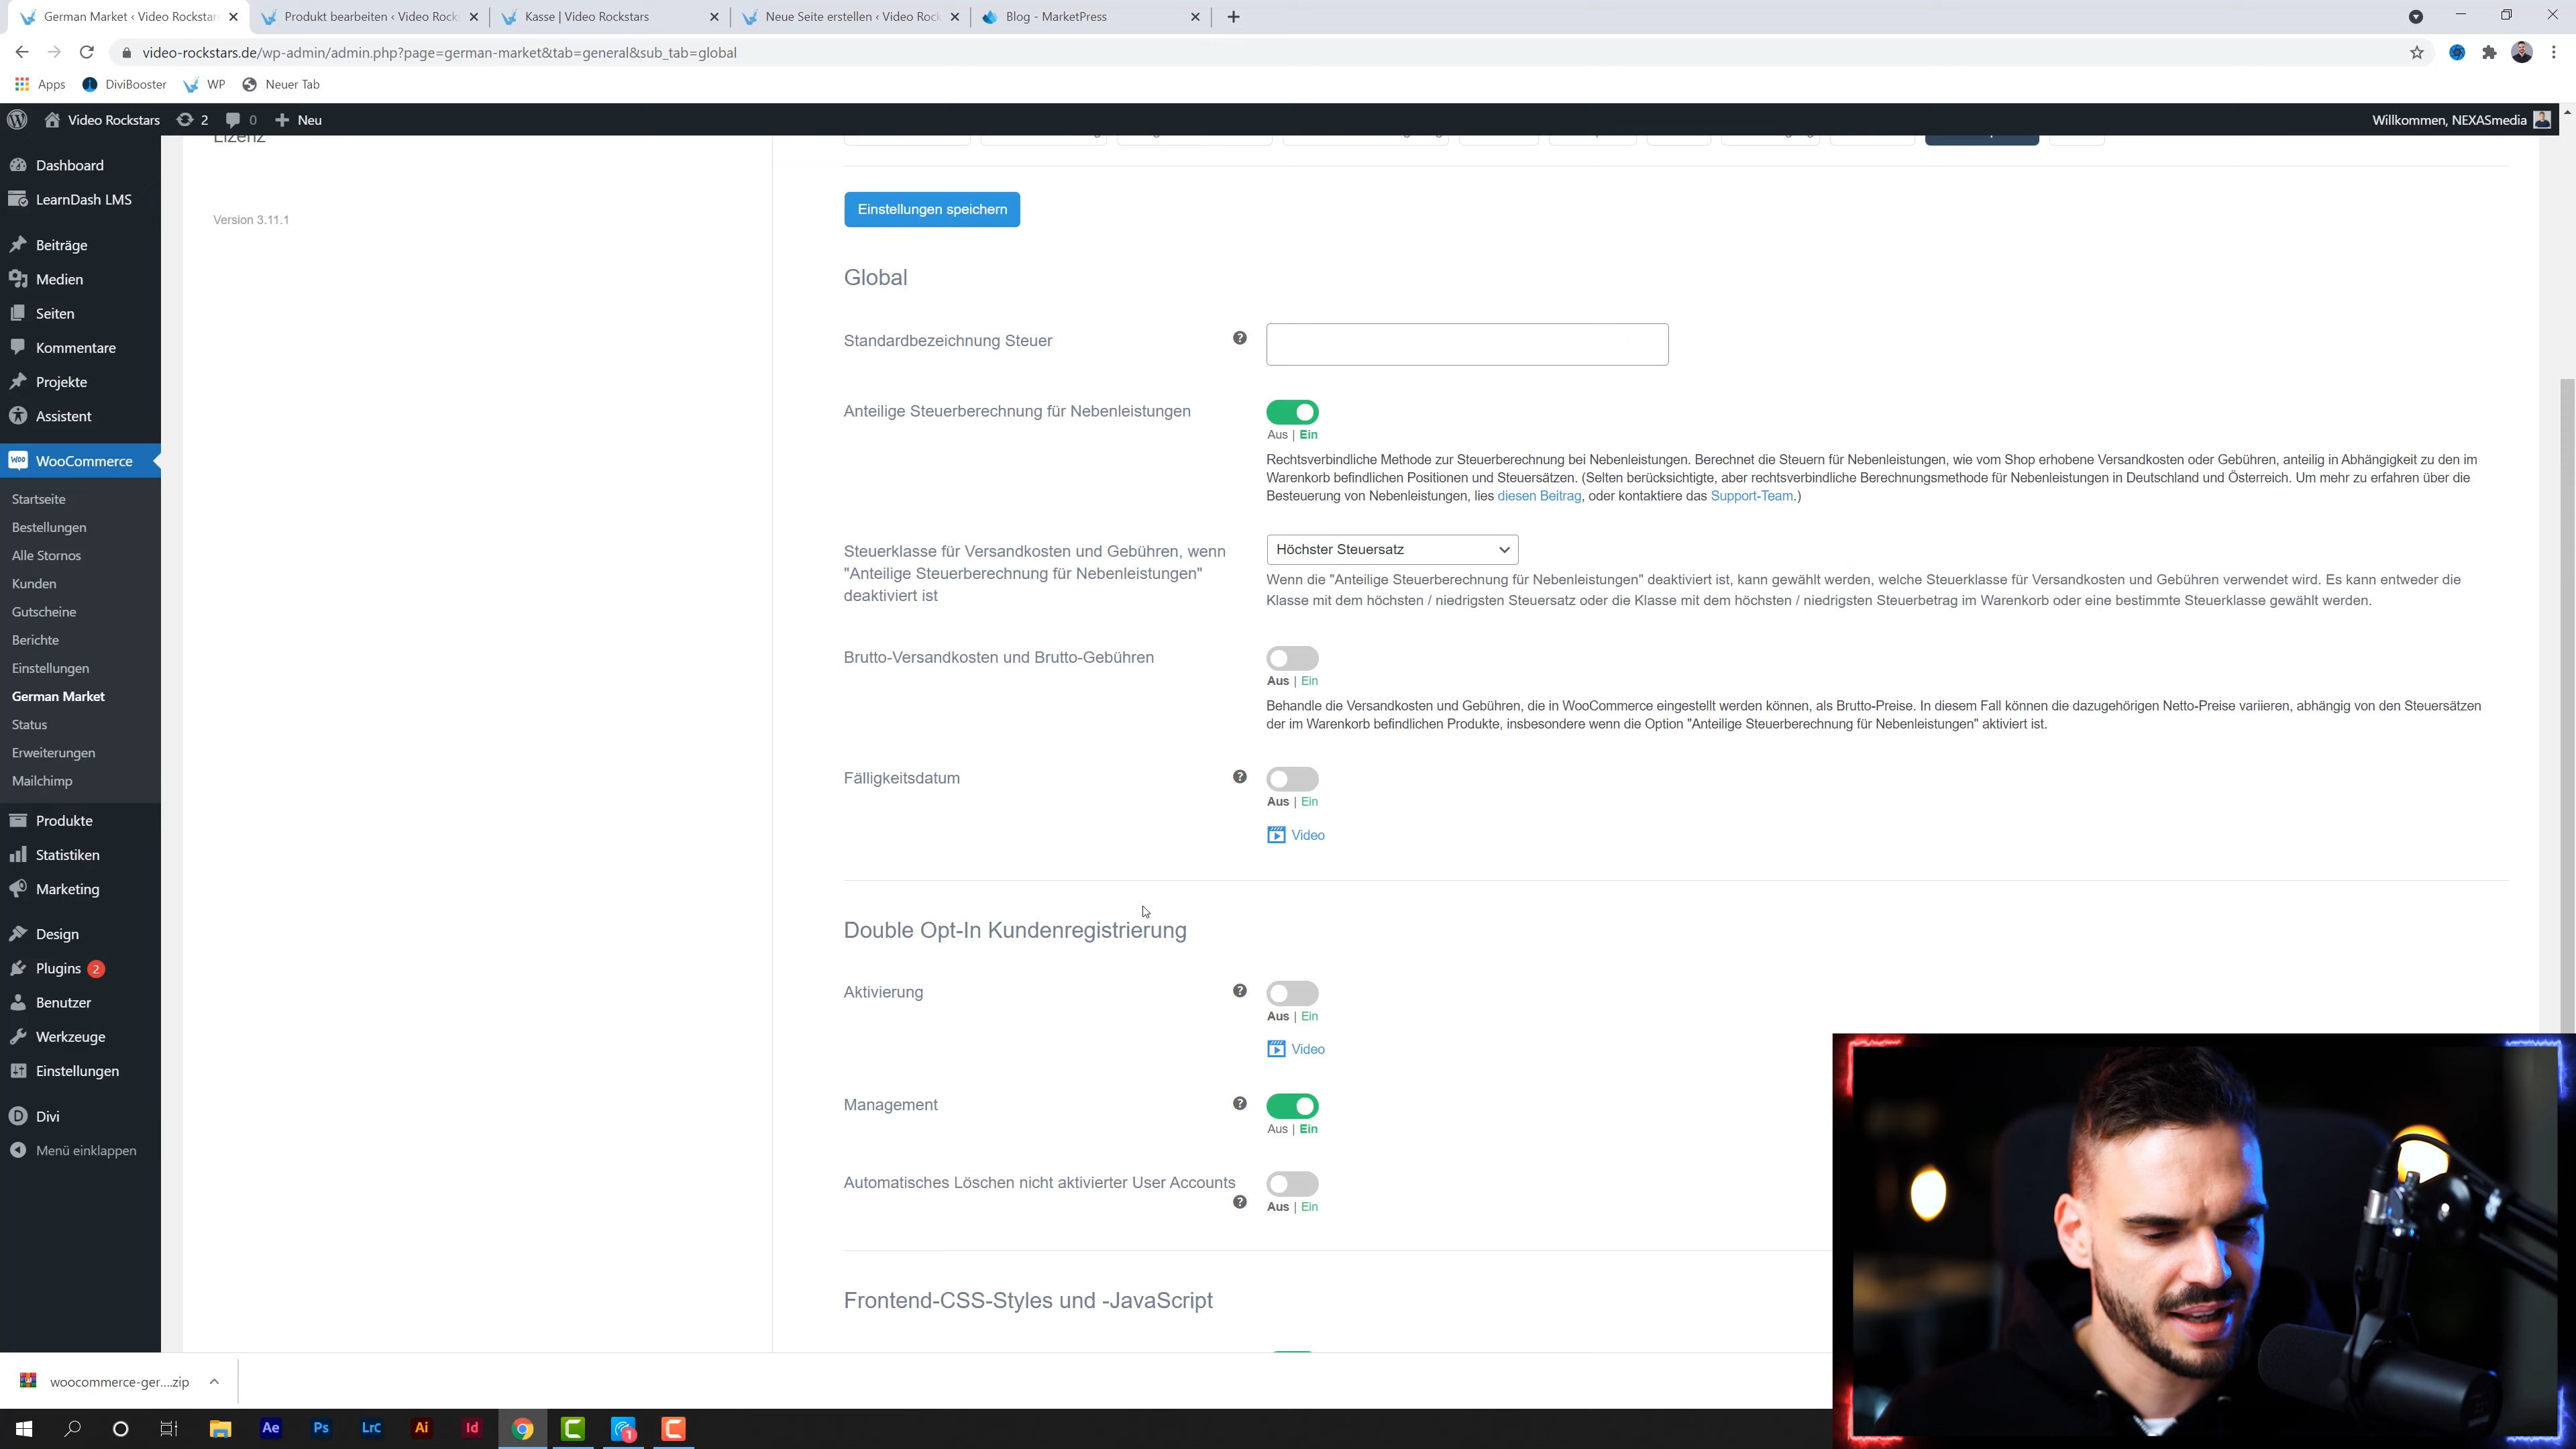 German Market ‹ Video Rockstar
Produkt bearbeiten ‹ Video Rock
Kasse | Video Rockstars
Neue Seite erstellen ‹ Video Rock
Blog - MarketPress
video-rockstars.de/wp-admin/admin.php?page=german-market&tab=general&sub_tab=global
Apps
DiviBooster
WP
Neuer Tab
Video Rockstars
2
0
Neu
Willkommen, NEXASmedia
Lizenz
Version 3.11.1
Dashboard
LearnDash LMS
Beiträge
Medien
Seiten
Kommentare
Projekte
Assistent
WooCommerce
Startseite
Bestellungen
Alle Stornos
Kunden
Gutscheine
Berichte
Einstellungen
German Market
Status
Erweiterungen
Mailchimp
Produkte
Statistiken
Marketing
Design
Plugins 2
Benutzer
Werkzeuge
Einstellungen
Divi
Menü einklappen
Einstellungen speichern
Global
Standardbezeichnung Steuer
Anteilige Steuerberechnung für Nebenleistungen
Aus | Ein
Rechtsverbindliche Methode zur Steuerberechnung bei Nebenleistungen. Berechnet die Steuern für Nebenleistungen, wie vom Shop erhobene Versandkosten oder Gebühren, anteilig in Abhängigkeit zu den im
Warenkorb befindlichen Positionen und Steuersätzen. (Selten berücksichtigte, aber rechtsverbindliche Berechnungsmethode für Nebenleistungen in Deutschland und Österreich. Um mehr zu erfahren über die
Besteuerung von Nebenleistungen, lies diesen Beitrag, oder kontaktiere das Support-Team.)
Steuerklasse für Versandkosten und Gebühren, wenn
"Anteilige Steuerberechnung für Nebenleistungen"
deaktiviert ist
Höchster Steuersatz
Wenn die "Anteilige Steuerberechnung für Nebenleistungen" deaktiviert ist, kann gewählt werden, welche Steuerklasse für Versandkosten und Gebühren verwendet wird. Es kann entweder die
Klasse mit dem höchsten / niedrigsten Steuersatz oder die Klasse mit dem höchsten / niedrigsten Steuerbetrag im Warenkorb oder eine bestimmte Steuerklasse gewählt werden.
Brutto-Versandkosten und Brutto-Gebühren
Aus | Ein
Behandle die Versandkosten und Gebühren, die in WooCommerce eingestellt werden können, als Brutto-Preise. In diesem Fall können die dazugehörigen Netto-Preise variieren, abhängig von den Steuersätzen
der im Warenkorb befindlichen Produkte, insbesondere wenn die Option "Anteilige Steuerberechnung für Nebenleistungen" aktiviert ist.
Fälligkeitsdatum
Aus | Ein
Video
Double Opt-In Kundenregistrierung
Aktivierung
Aus | Ein
Video
Management
Aus | Ein
Automatisches Löschen nicht aktivierter User Accounts
Aus | Ein
Frontend-CSS-Styles und -JavaScript
woocommerce-ger....zip
Ae
Ps
LrC
Ai
Id
1